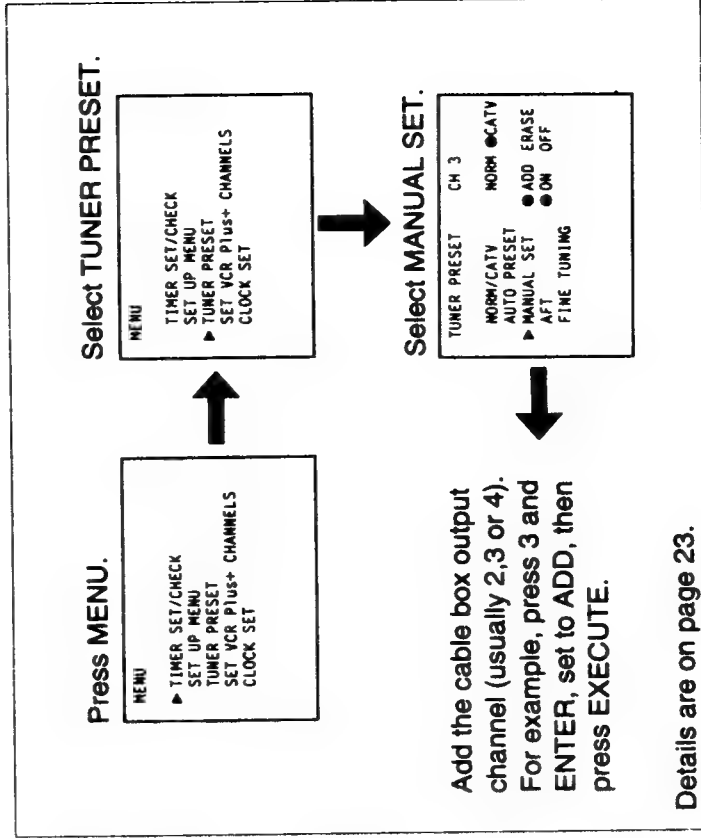 Press MENU.
MENU
▶ TIMER SET/CHECK
SET UP MENU
TUNER PRESET
SET VCR Plus+ CHANNELS
CLOCK SET
Select TUNER PRESET.
MENU
TIMER SET/CHECK
SET UP MENU
▶ TUNER PRESET
SET VCR Plus+ CHANNELS
CLOCK SET
Select MANUAL SET.
TUNER PRESET CH 3
NORM/CATV NORM ●CATV
AUTO PRESET
▶ MANUAL SET ●ADD ERASE
AFT ●ON OFF
FINE TUNING
Add the cable box output
channel (usually 2,3 or 4).
For example, press 3 and
ENTER, set to ADD, then
press EXECUTE.
Details are on page 23.